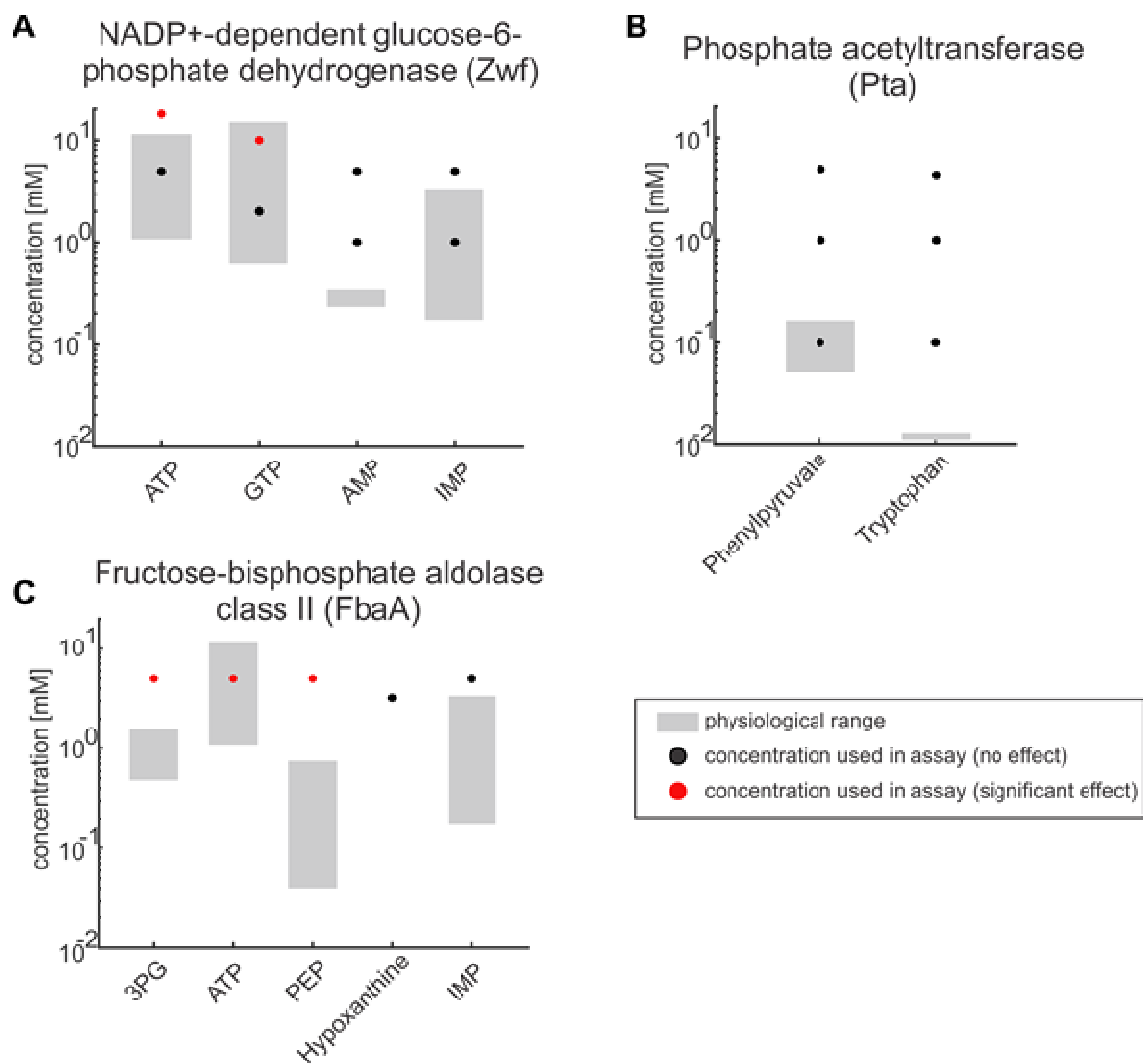 A
NADP+-dependent glucose-6-
phosphate dehydrogenase (Zwf)
concentration [mM]
10^1
10^0
10^-1
10^-2
ATP
GTP
AMP
IMP
B
Phosphate acetyltransferase
(Pta)
concentration [mM]
10^1
10^0
10^-1
10^-2
Phenylpyruvate
Tryptophan
C
Fructose-bisphosphate aldolase
class II (FbaA)
concentration [mM]
10^1
10^0
10^-1
10^-2
3PG
ATP
PEP
Hypoxanthine
IMP
physiological range
concentration used in assay (no effect)
concentration used in assay (significant effect)